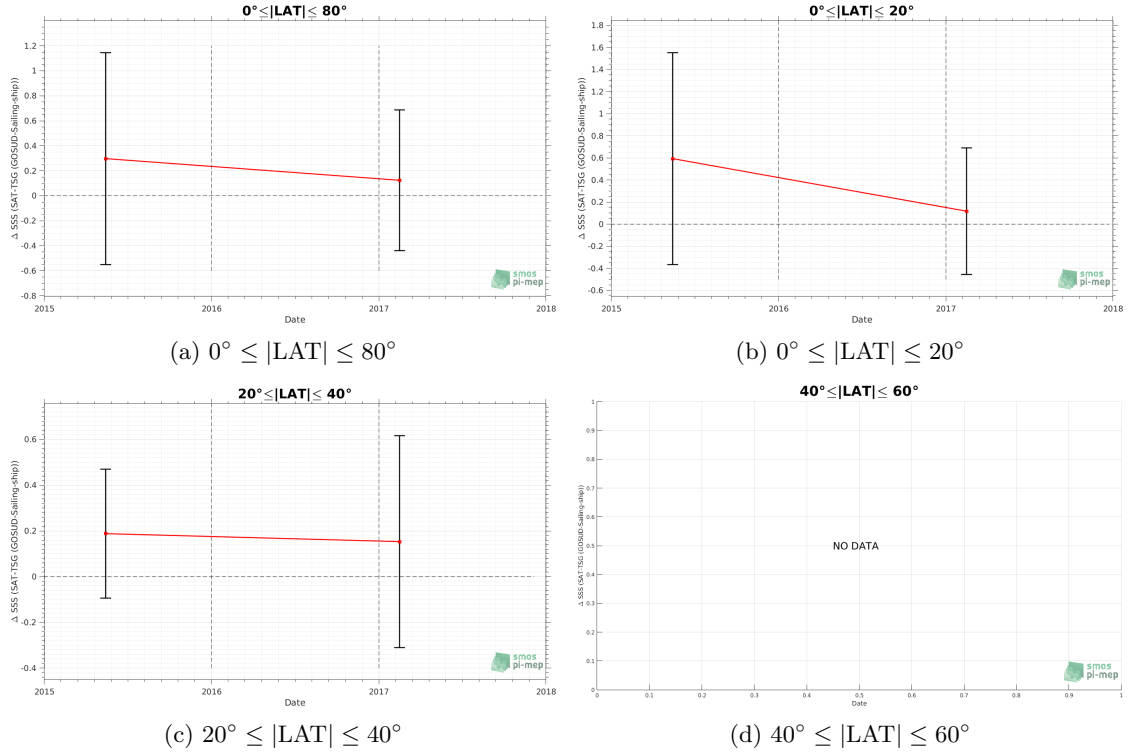 0°≤|LAT|≤ 80°
Δ SSS (SAT-TSG (GOSUD-Sailing-ship))
1.2
1
0.8
0.6
0.4
0.2
0
-0.2
-0.4
-0.6
-0.8
2015 2016 2017 2018
Date
smos
pi-mep
(a) 0° ≤ |LAT| ≤ 80°
0°≤|LAT|≤ 20°
Δ SSS (SAT-TSG (GOSUD-Sailing-ship))
1.8
1.6
1.4
1.2
1
0.8
0.6
0.4
0.2
0
-0.2
-0.4
-0.6
2015 2016 2017 2018
Date
smos
pi-mep
(b) 0° ≤ |LAT| ≤ 20°
20°≤|LAT|≤ 40°
Δ SSS (SAT-TSG (GOSUD-Sailing-ship))
0.6
0.4
0.2
0
-0.2
-0.4
2015 2016 2017 2018
Date
smos
pi-mep
(c) 20° ≤ |LAT| ≤ 40°
40°≤|LAT|≤ 60°
Δ SSS (SAT-TSG (GOSUD-Sailing-ship))
1
0.9
0.8
0.7
0.6
0.5
0.4
0.3
0.2
0.1
0
NO DATA
0 0.1 0.2 0.3 0.4 0.5 0.6 0.7 0.8 0.9 1
Date
smos
pi-mep
(d) 40° ≤ |LAT| ≤ 60°